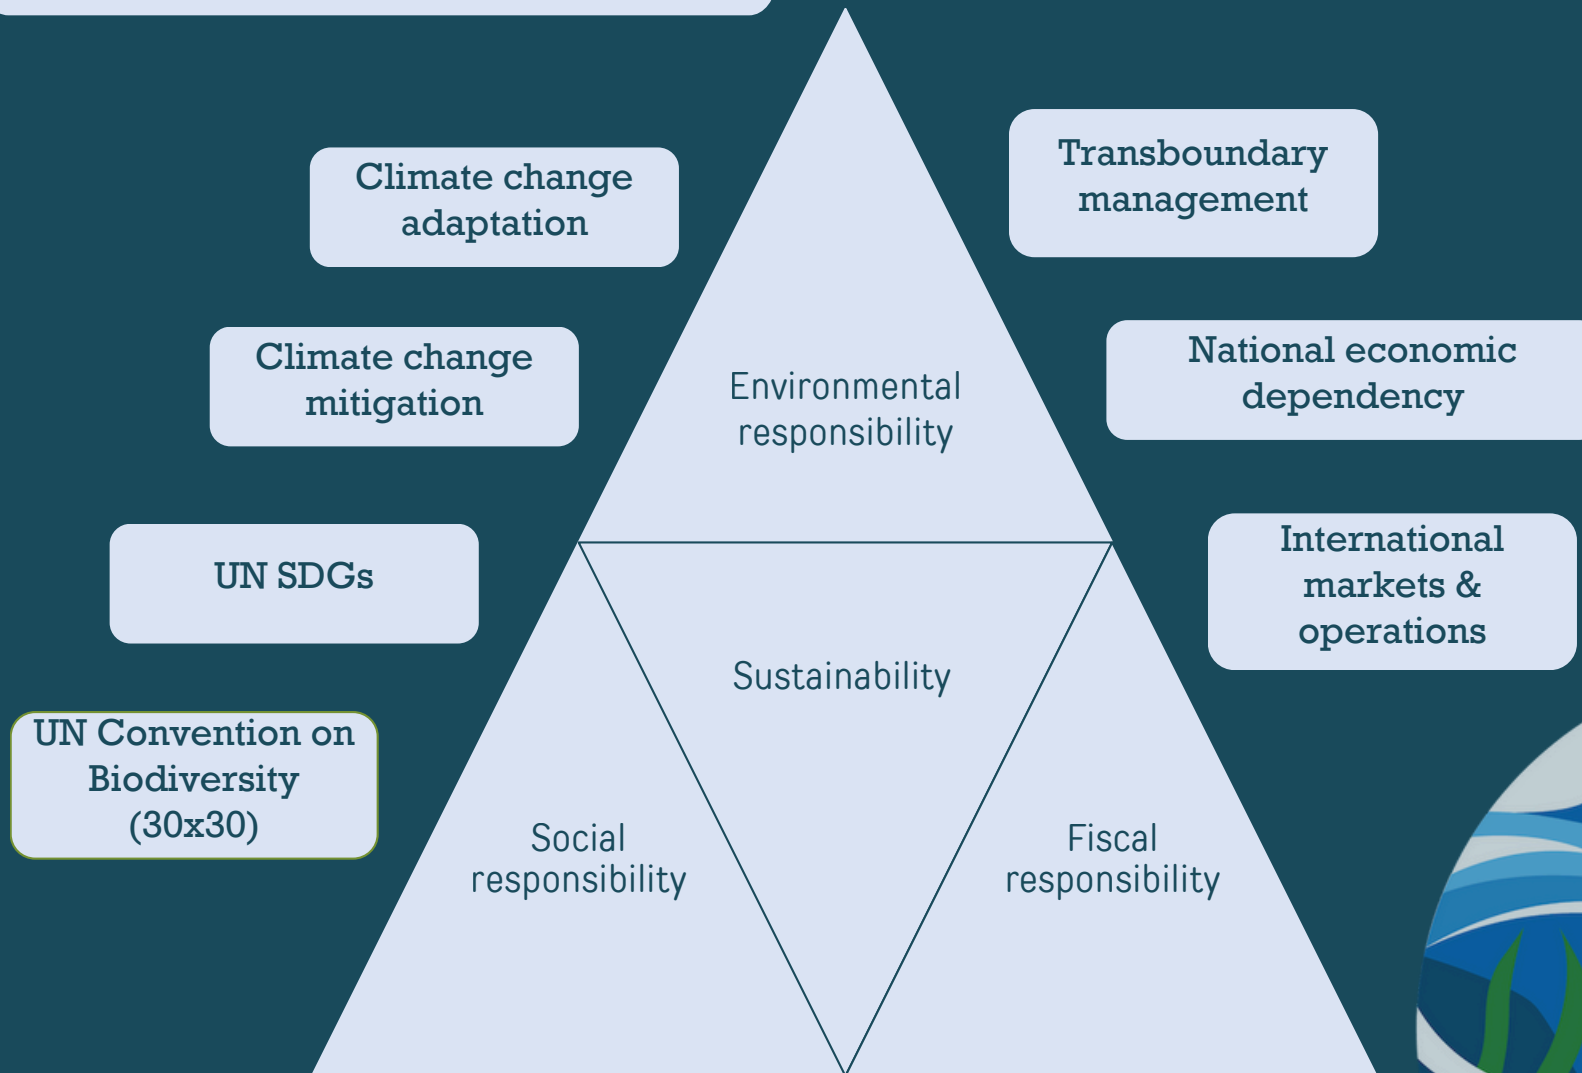 Climate change
adaptation
Climate change
mitigation
UN SDGs
UN Convention on
Biodiversity
(30x30)
Environmental
responsibility
Sustainability
Social
responsibility
Fiscal
responsibility
Transboundary
management
National economic
dependency
International
markets &
operations